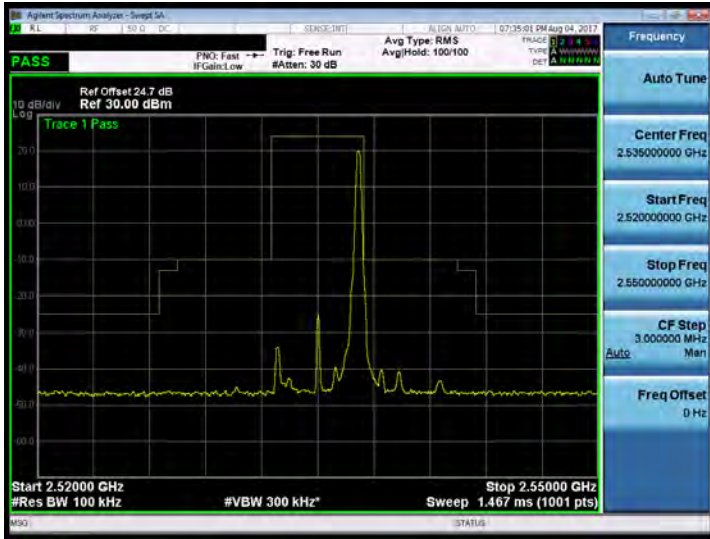 Agilent Spectrum Analyzer - Swept SA
RL RF 50 Ω DC SENSE:INT ALIGN AUTO 07:35:01 PM Aug 04, 2017
Frequency
PASS
PNO: Fast
IFGain:Low
Trig: Free Run
#Atten: 30 dB
Avg Type: RMS
Avg|Hold: 100/100
TRACE 1 2 3 4 5 6
TYPE
DET A N N N N N
Ref Offset 24.7 dB
10 dB/div Ref 30.00 dBm
Log
Trace 1 Pass
20.0
10.0
0.00
-10.0
-20.0
-30.0
-40.0
-50.0
-60.0
Start 2.52000 GHz Stop 2.55000 GHz
#Res BW 100 kHz #VBW 300 kHz* Sweep 1.467 ms (1001 pts)
MSG STATUS
Auto Tune
Center Freq
2.535000000 GHz
Start Freq
2.520000000 GHz
Stop Freq
2.550000000 GHz
CF Step
3.000000 MHz
Auto Man
Freq Offset
0 Hz